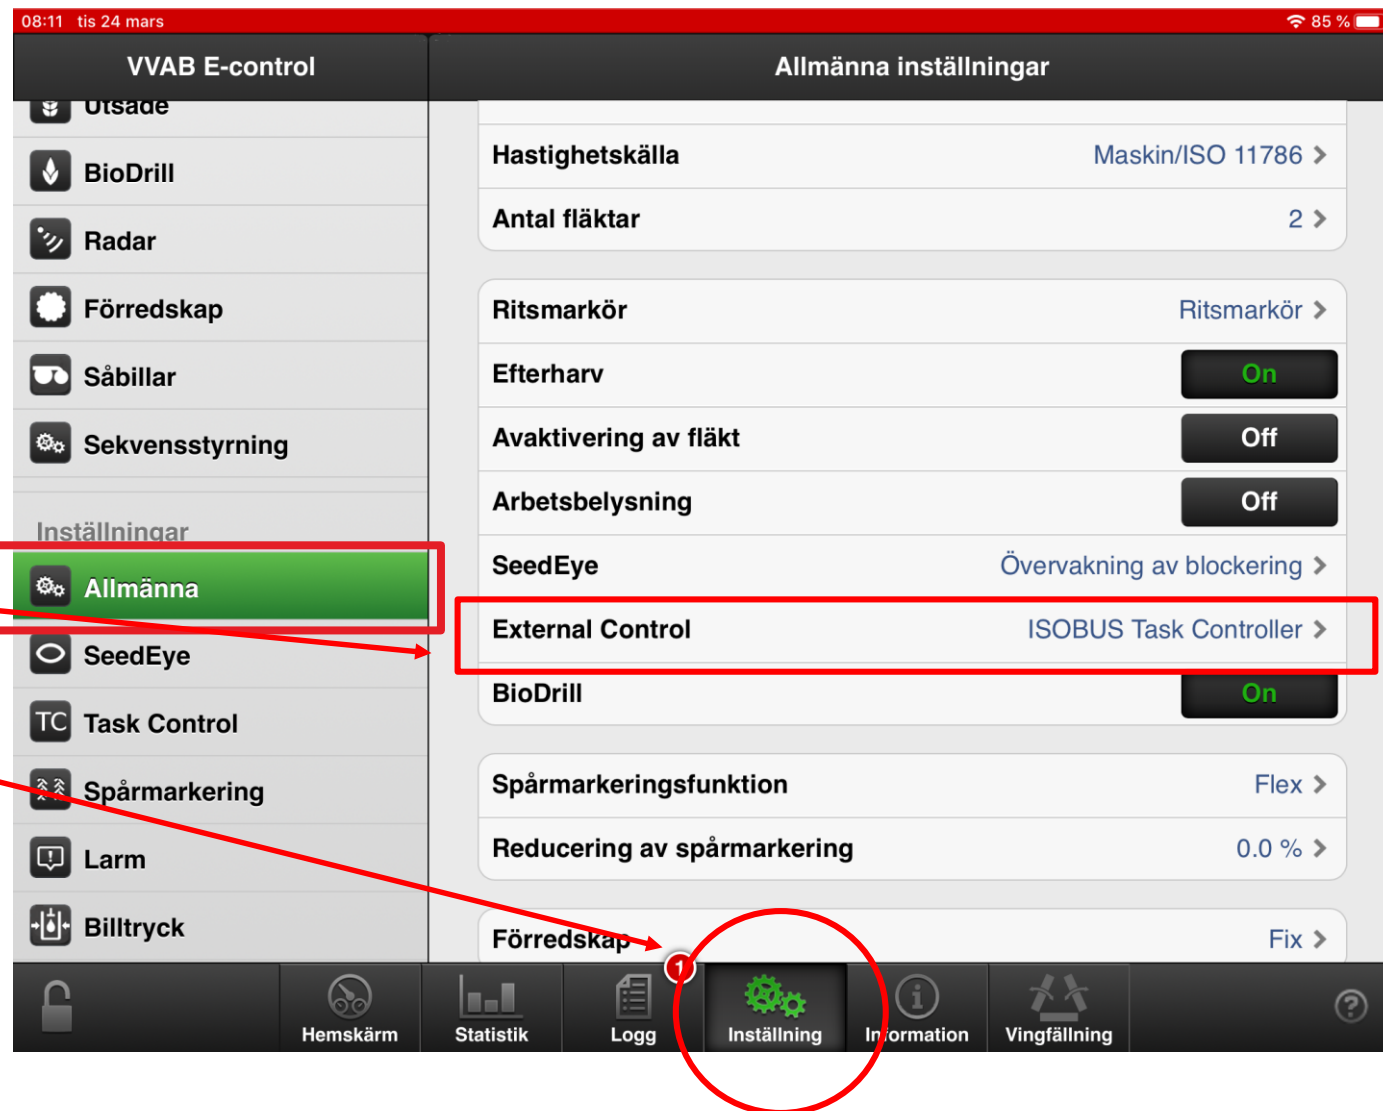 08:11 tis 24 mars
85 %
VVAB E-control
Allmänna inställningar
Utsäde
BioDrill
Radar
Förredskap
Såbillar
Sekvensstyrning
Inställningar
Allmänna
SeedEye
TC Task Control
Spårmarkering
Larm
Billtryck
Hastighetskälla Maskin/ISO 11786
Antal fläktar 2
Ritsmarkör Ritsmarkör
Efterharv On
Avaktivering av fläkt Off
Arbetsbelysning Off
SeedEye Övervakning av blockering
External Control ISOBUS Task Controller
BioDrill On
Spårmarkeringsfunktion Flex
Reducering av spårmarkering 0.0 %
Förredskap Fix
1
Hemskärm Statistik Logg Inställning Information Vingfällning
?